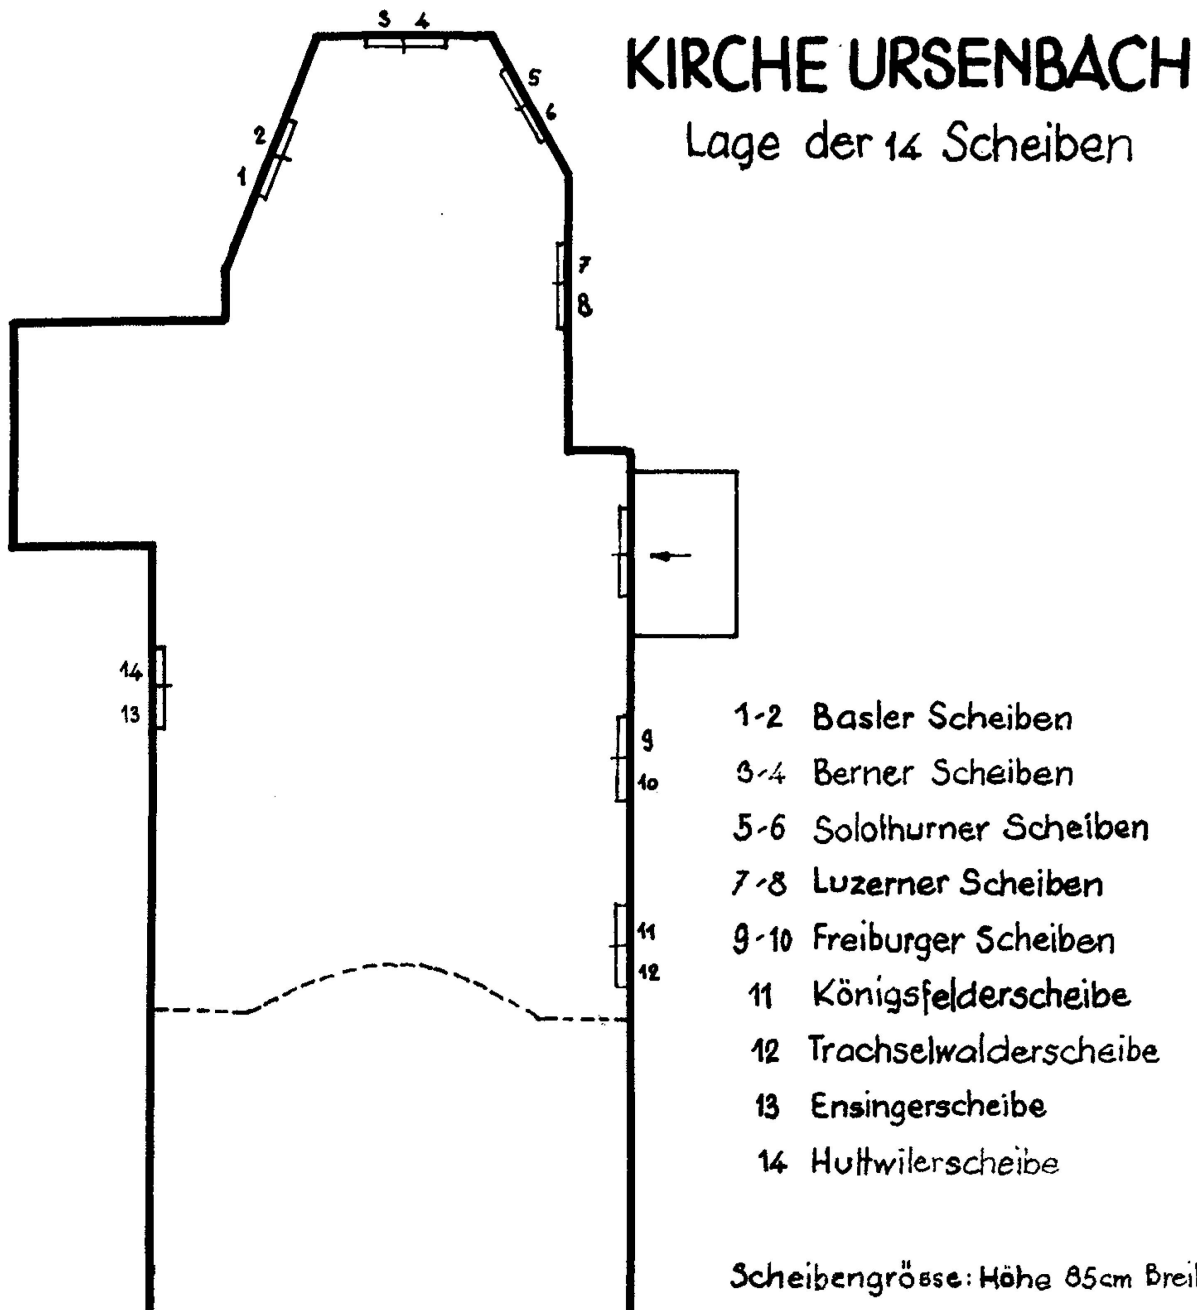 KIRCHE URSENBACH
Lage der 14 Scheiben
3 4
5
6
2
1
7
8
14
13
9
10
11
12
1-2 Basler Scheiben
3-4 Berner Scheiben
5-6 Solothurner Scheiben
7-8 Luzerner Scheiben
9-10 Freiburger Scheiben
11 Königsfelderscheibe
12 Trachselwalderscheibe
13 Ensingerscheibe
14 Huttwilerscheibe
Scheibengrösse: Höhe 85cm